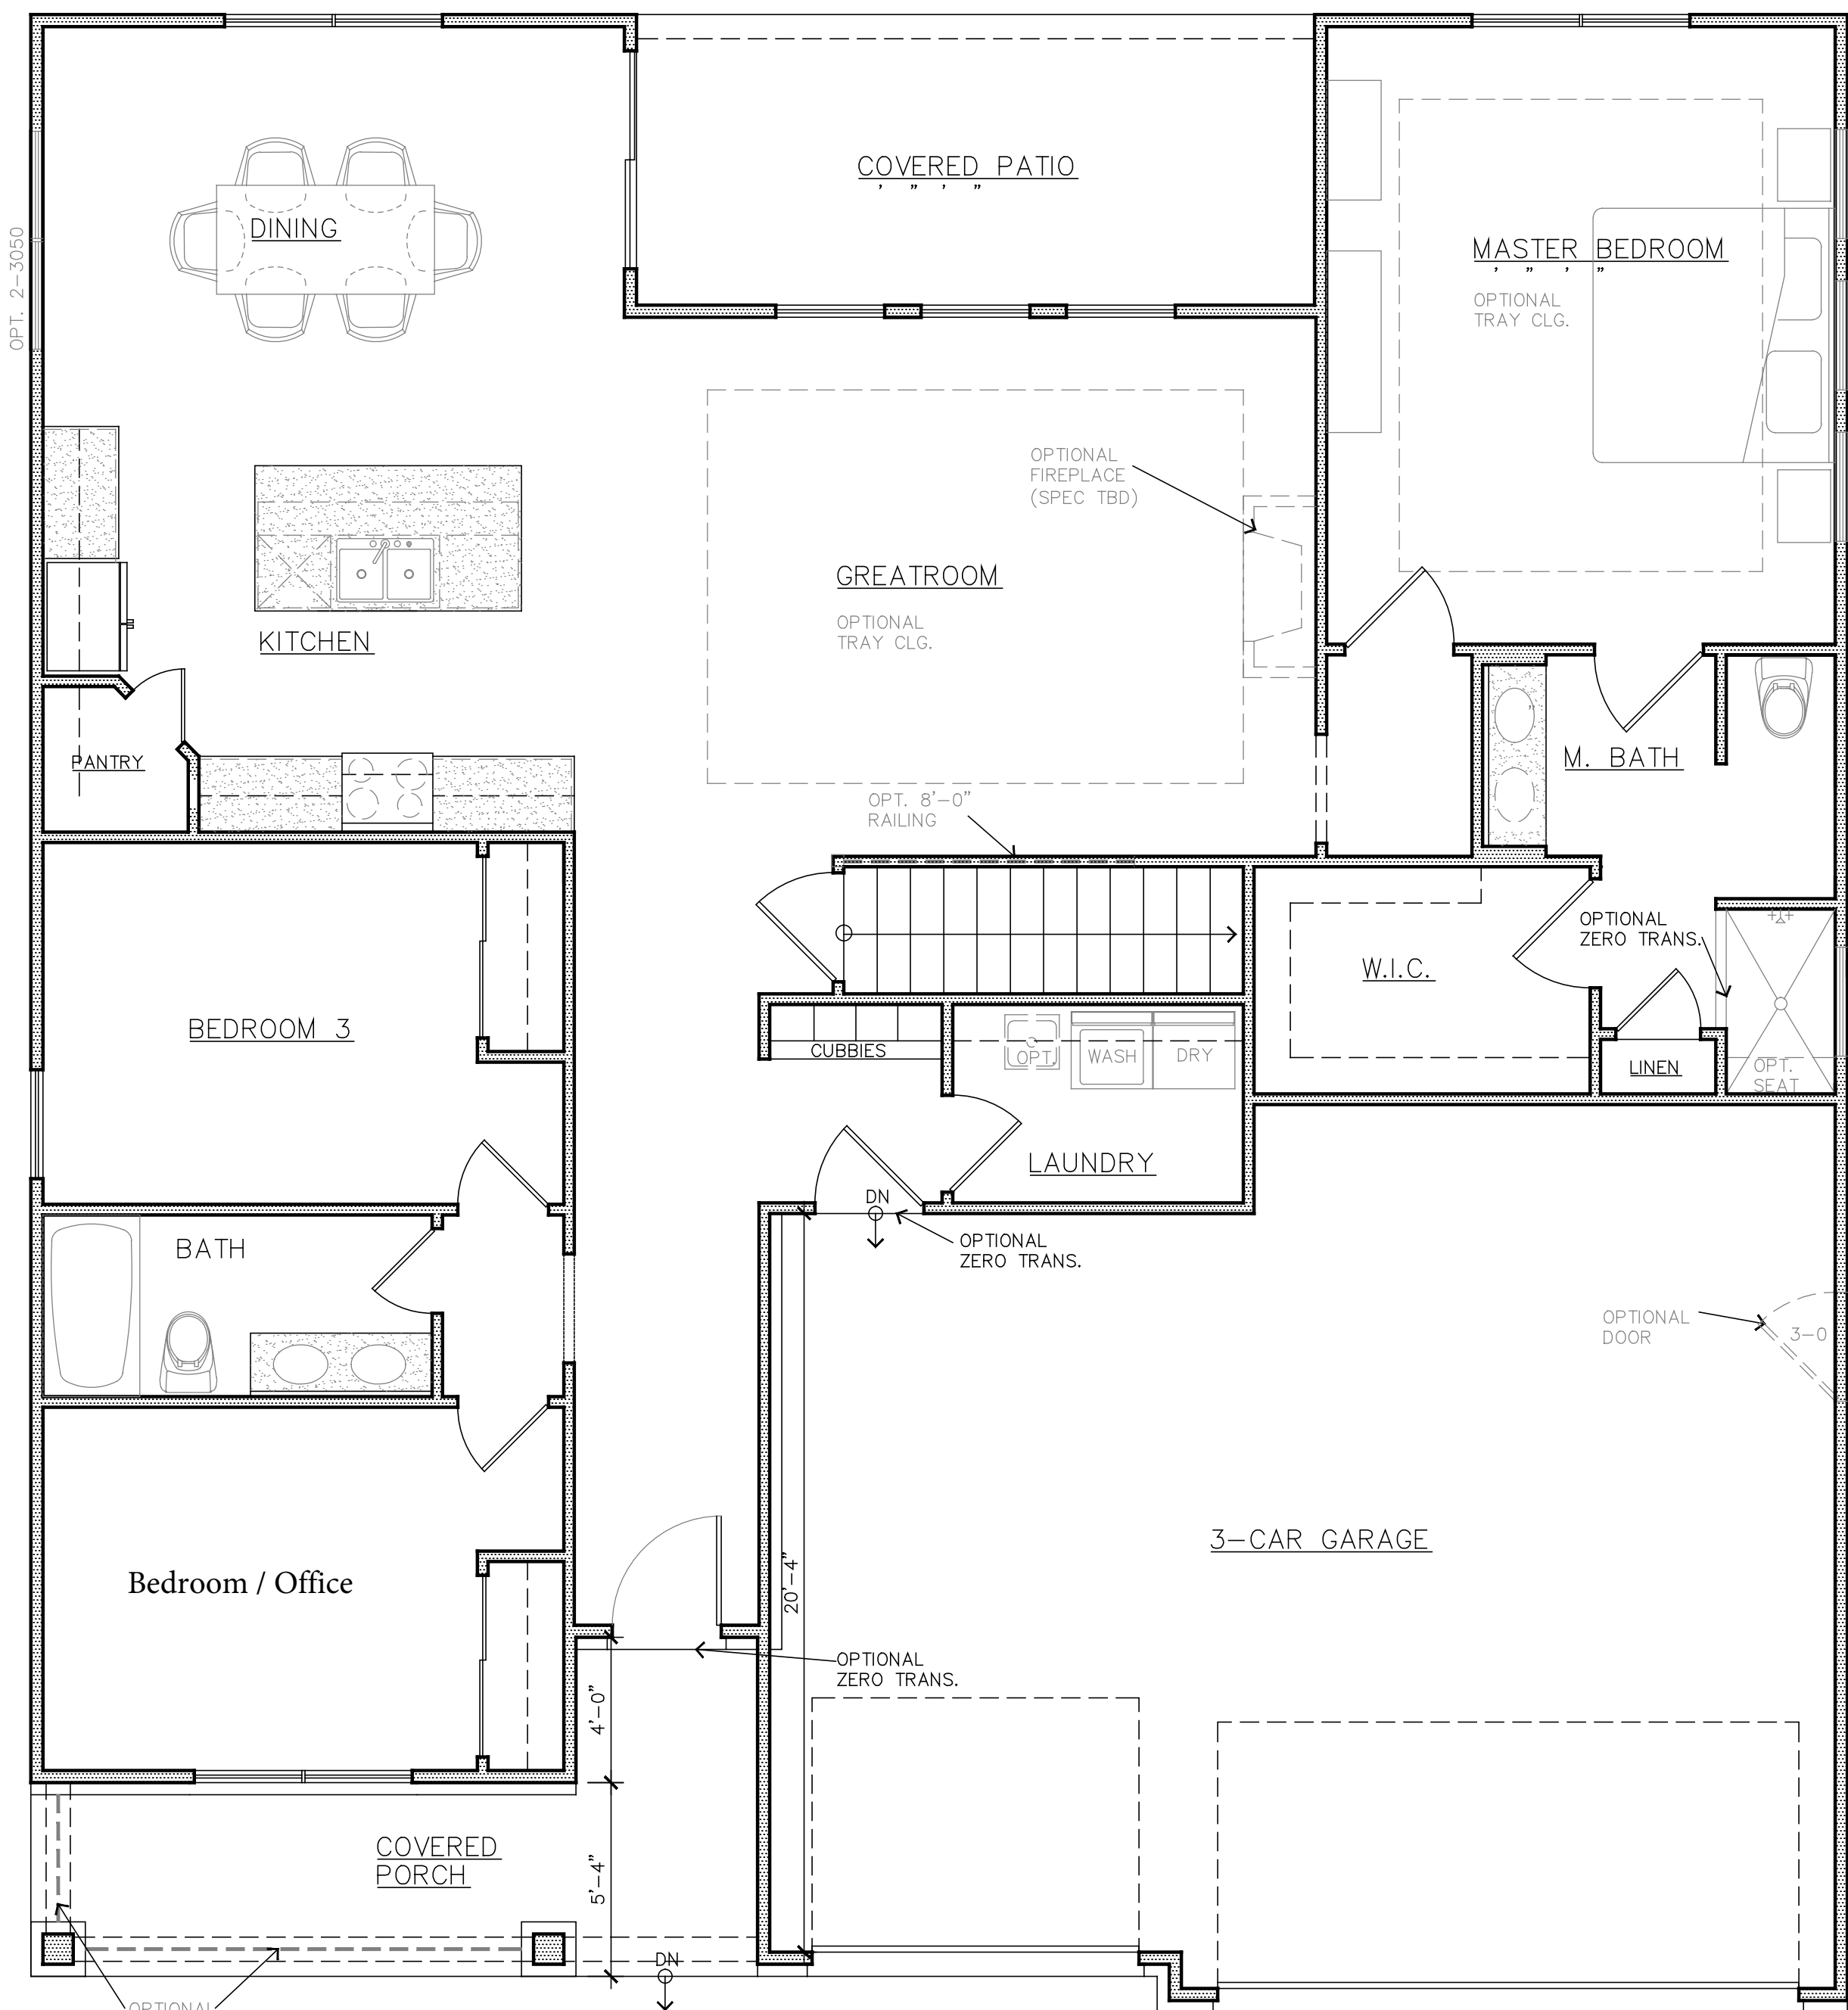 COVERED PATIO
' " ' "
DINING
MASTER BEDROOM
' " ' "
OPT. 2-3050
OPTIONAL
TRAY CLG.
OPTIONAL
FIREPLACE
(SPEC TBD)
GREATROOM
OPTIONAL
TRAY CLG.
KITCHEN
PANTRY
M. BATH
OPT. 8'-0"
RAILING
OPTIONAL
ZERO TRANS.
W.I.C.
BEDROOM 3
CUBBIES
OPT.
WASH
DRY
LINEN
OPT.
SEAT
LAUNDRY
DN
BATH
OPTIONAL
ZERO TRANS.
OPTIONAL
DOOR
3-0
3-CAR GARAGE
Bedroom / Office
20'-4"
OPTIONAL
ZERO TRANS.
4'-0"
COVERED
PORCH
5'-4"
DN
OPTIONAL